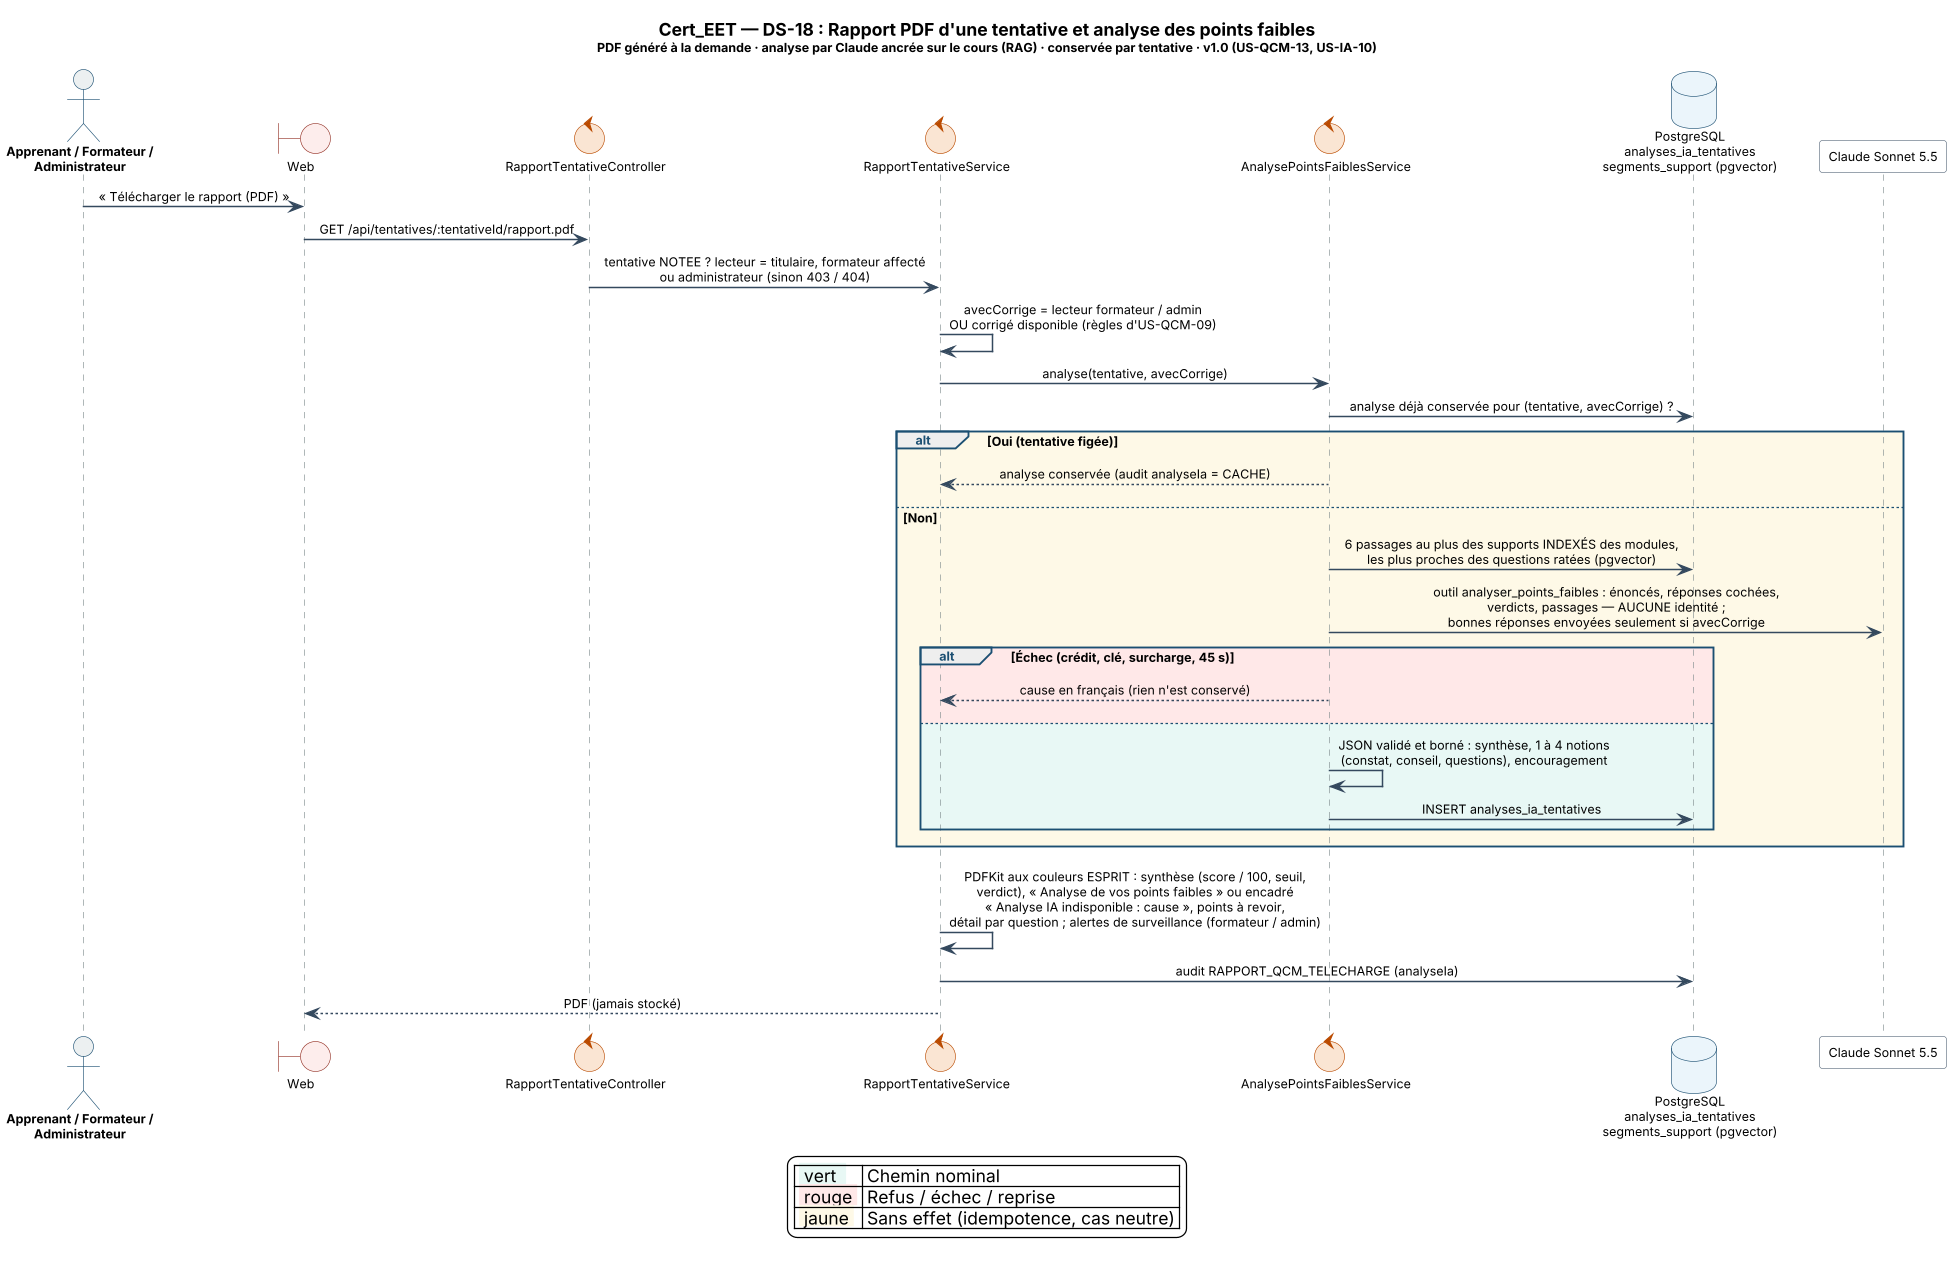 Cert_EET — DS-18 : Rapport PDF d'une tentative et analyse des points faibles
PDF généré à la demande · analyse par Claude ancrée sur le cours (RAG) · conservée par tentative · v1.0 (US-QCM-13, US-IA-10)
Apprenant / Formateur /
Administrateur
Web
RapportTentativeController
RapportTentativeService
AnalysePointsFaiblesService
PostgreSQL
analyses_ia_tentatives
segments_support (pgvector)
Claude Sonnet 5.5
« Télécharger le rapport (PDF) »
GET /api/tentatives/:tentativeId/rapport.pdf
tentative NOTEE ? lecteur = titulaire, formateur affecté
ou administrateur (sinon 403 / 404)
avecCorrige = lecteur formateur / admin
OU corrigé disponible (règles d'US-QCM-09)
analyse(tentative, avecCorrige)
analyse déjà conservée pour (tentative, avecCorrige) ?
alt
[Oui (tentative figée)]
analyse conservée (audit analyseIa = CACHE)
[Non]
6 passages au plus des supports INDEXÉS des modules,
les plus proches des questions ratées (pgvector)
outil analyser_points_faibles : énoncés, réponses cochées,
verdicts, passages — AUCUNE identité ;
bonnes réponses envoyées seulement si avecCorrige
alt
[Échec (crédit, clé, surcharge, 45 s)]
cause en français (rien n'est conservé)
JSON validé et borné : synthèse, 1 à 4 notions
(constat, conseil, questions), encouragement
INSERT analyses_ia_tentatives
PDFKit aux couleurs ESPRIT : synthèse (score / 100, seuil,
verdict), « Analyse de vos points faibles » ou encadré
« Analyse IA indisponible : cause », points à revoir,
détail par question ; alertes de surveillance (formateur / admin)
audit RAPPORT_QCM_TELECHARGE (analyseIa)
PDF (jamais stocké)
Apprenant / Formateur /
Administrateur
Web
RapportTentativeController
RapportTentativeService
AnalysePointsFaiblesService
PostgreSQL
analyses_ia_tentatives
segments_support (pgvector)
Claude Sonnet 5.5
vert Chemin nominal
rouge Refus / échec / reprise
jaune Sans effet (idempotence, cas neutre)